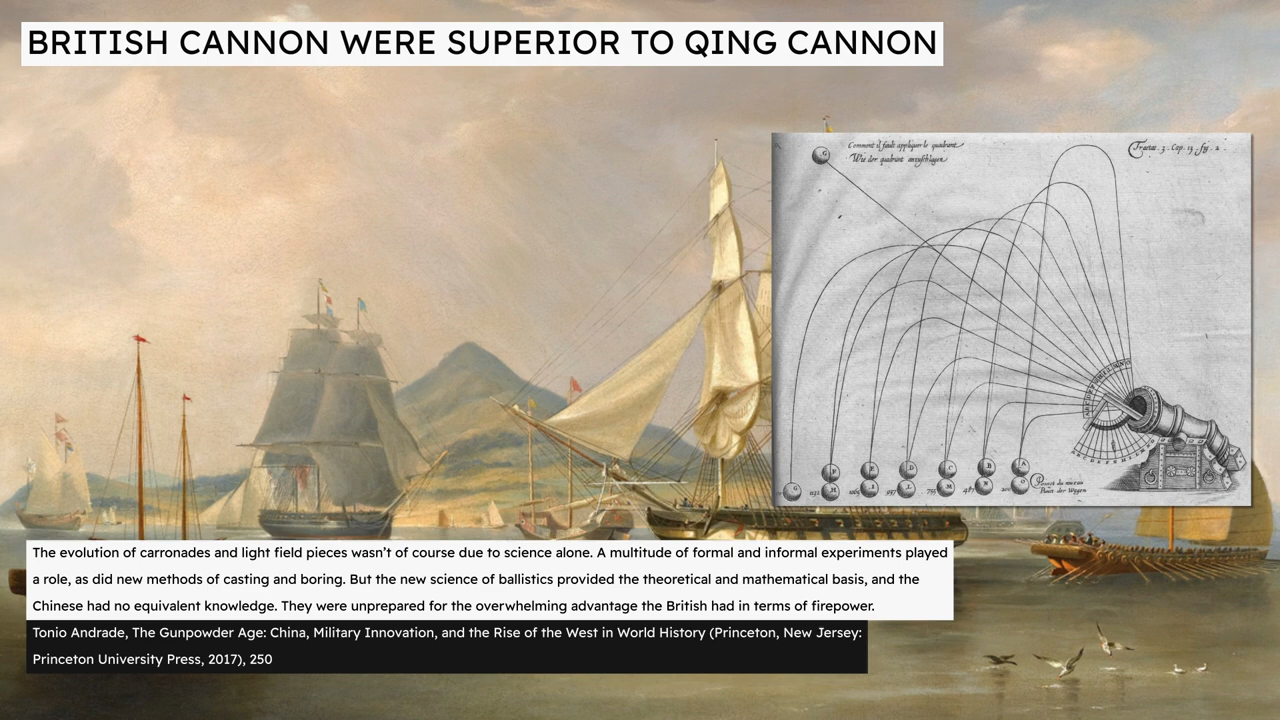 BRITISH CANNON WERE SUPERIOR TO QING CANNON
Comment il fault appliquer le quadrant
Wie der quadrant anzuschlagen
Tractat. 3. Cap. 13. fig. 2.
G
F E D C B A
G H I L M N O
The evolution of carronades and light field pieces wasn't of course due to science alone. A multitude of formal and informal experiments played
a role, as did new methods of casting and boring. But the new science of ballistics provided the theoretical and mathematical basis, and the
Chinese had no equivalent knowledge. They were unprepared for the overwhelming advantage the British had in terms of firepower.
Tonio Andrade, The Gunpowder Age: China, Military Innovation, and the Rise of the West in World History (Princeton, New Jersey:
Princeton University Press, 2017), 250